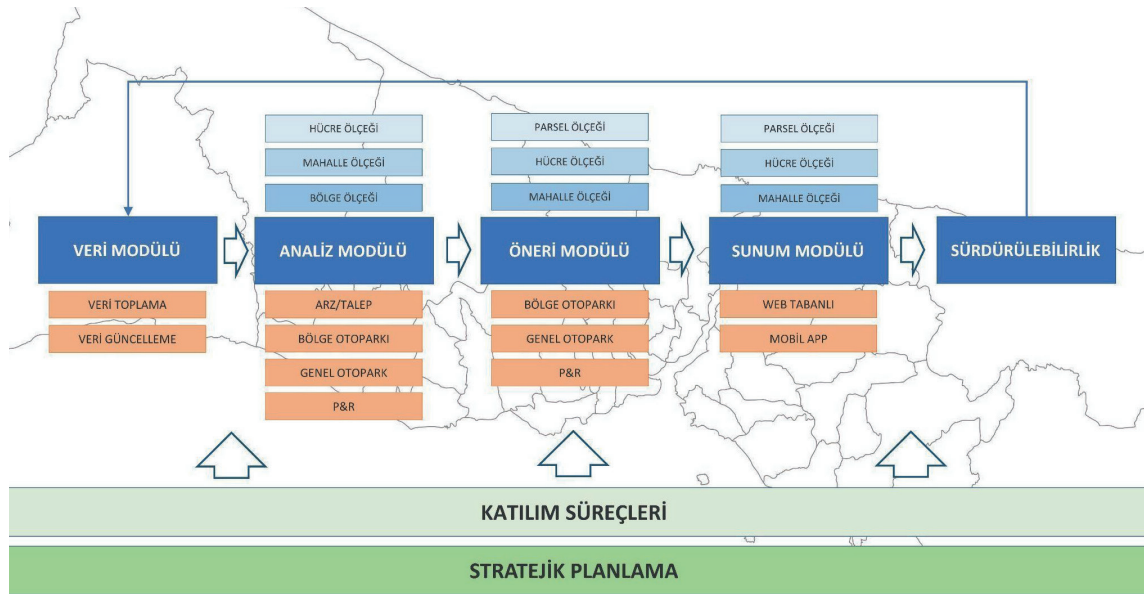 HÜCRE ÖLÇEĞİ
MAHALLE ÖLÇEĞİ
BÖLGE ÖLÇEĞİ
PARSEL ÖLÇEĞİ
HÜCRE ÖLÇEĞİ
MAHALLE ÖLÇEĞİ
PARSEL ÖLÇEĞİ
HÜCRE ÖLÇEĞİ
MAHALLE ÖLÇEĞİ
VERİ MODÜLÜ
ANALİZ MODÜLÜ
ÖNERİ MODÜLÜ
SUNUM MODÜLÜ
SÜRDÜRÜLEBİLİRLİK
VERİ TOPLAMA
VERİ GÜNCELLEME
ARZ/TALEP
BÖLGE OTOPARKI
GENEL OTOPARK
P&R
BÖLGE OTOPARKI
GENEL OTOPARK
P&R
WEB TABANLI
MOBİL APP
KATILIM SÜREÇLERİ
STRATEJİK PLANLAMA